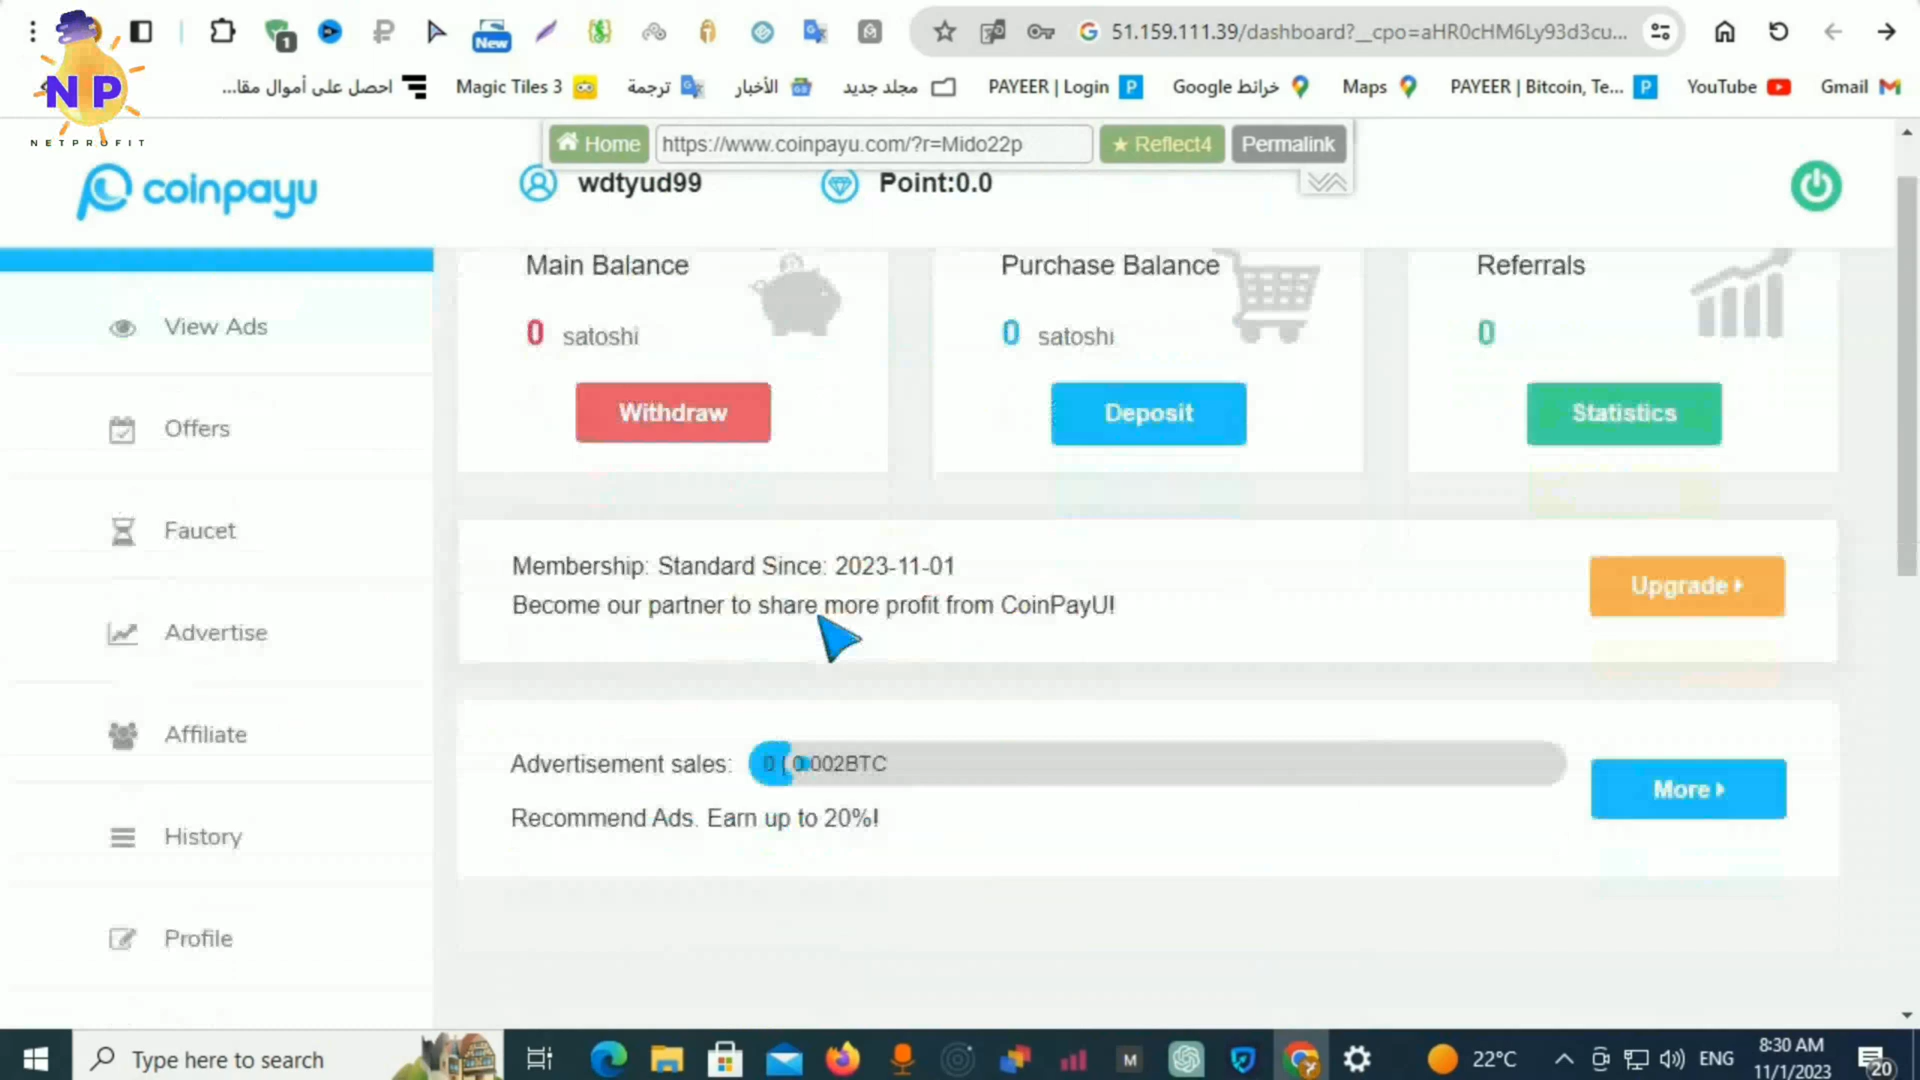 New
1
51.159.111.39/dashboard?__cpo=aHR0cHM6Ly93d3cu...
احصل على أموال مقا...
Magic Tiles 3
ترجمة
الأخبار
مجلد جديد
PAYEER | Login
خرائط Google
Maps
PAYEER | Bitcoin, Te...
YouTube
Gmail
NP
NETPROFIT
Home
https://www.coinpayu.com/?r=Mido22p
★ Reflect4
Permalink
coinpayu
wdtyud99
Point:0.0
Main Balance
0 satoshi
Withdraw
Purchase Balance
0 satoshi
Deposit
Referrals
0
Statistics
View Ads
Offers
Faucet
Advertise
Affiliate
History
Profile
Membership: Standard Since: 2023-11-01
Become our partner to share more profit from CoinPayU!
Upgrade
Advertisement sales: 0 | 0.002BTC
Recommend Ads. Earn up to 20%!
More
Type here to search
M
22°C
ENG
8:30 AM
11/1/2023
20